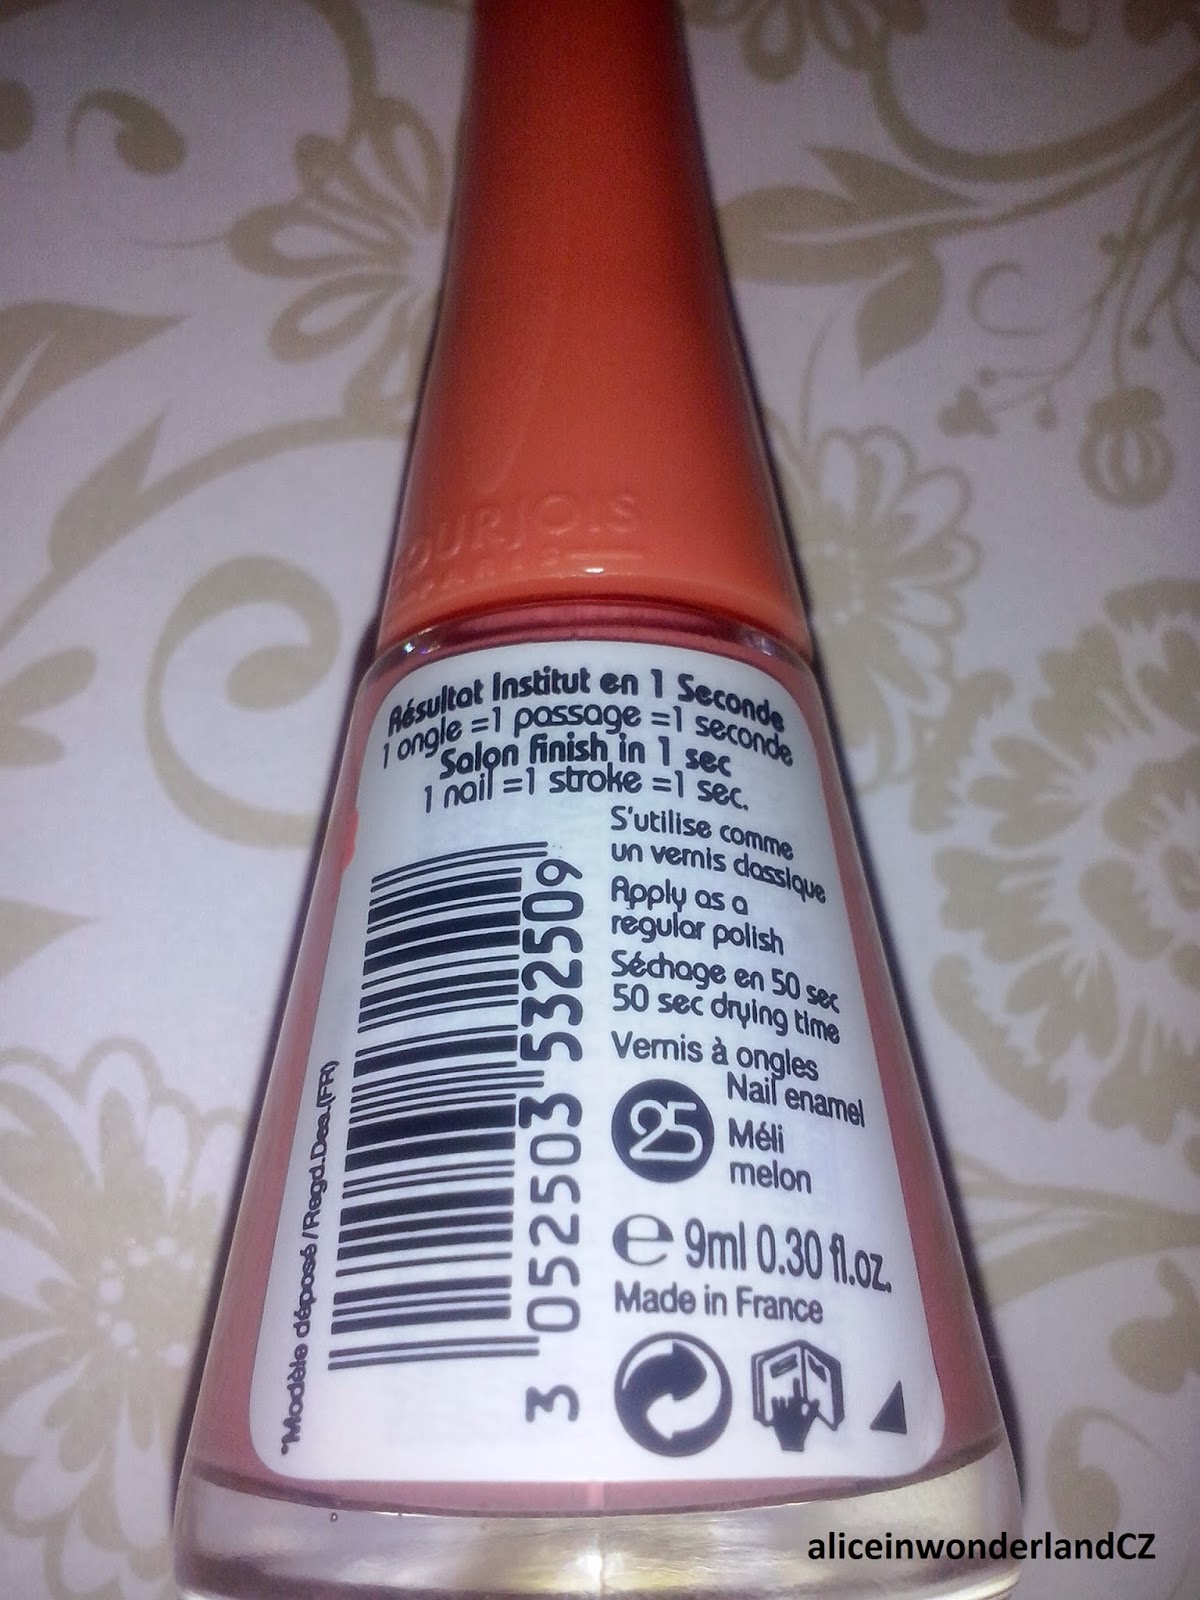 BOURJOIS
PARIS
Résultat Institut en 1 Seconde
1 ongle =1 passage =1 seconde
Salon finish in 1 sec
1 nail =1 stroke =1 sec.
S'utilise comme
un vernis classique
Apply as a
regular polish
Séchage en 50 sec
50 sec drying time
Vernis à ongles
Nail enamel
25
Méli
melon
e 9ml 0.30 fl.oz.
Made in France
3 052503 532509
*Modèle déposé/Regd.Des.(FR)
aliceinwonderlandCZ